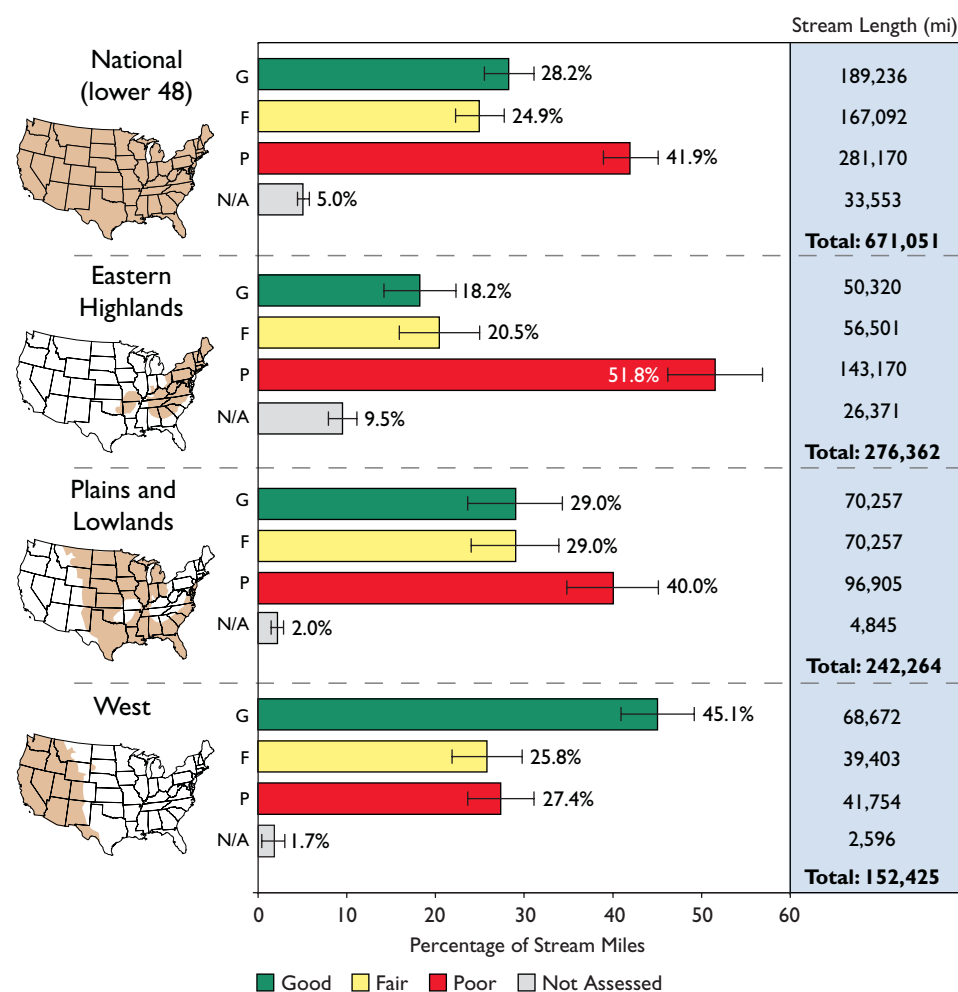 Stream Length (mi)
National
(lower 48)
G 28.2% 189,236
F 24.9% 167,092
P 41.9% 281,170
N/A 5.0% 33,553
Total: 671,051
Eastern
Highlands
G 18.2% 50,320
F 20.5% 56,501
P 51.8% 143,170
N/A 9.5% 26,371
Total: 276,362
Plains and
Lowlands
G 29.0% 70,257
F 29.0% 70,257
P 40.0% 96,905
N/A 2.0% 4,845
Total: 242,264
West
G 45.1% 68,672
F 25.8% 39,403
P 27.4% 41,754
N/A 1.7% 2,596
Total: 152,425
0 10 20 30 40 50 60
Percentage of Stream Miles
Good Fair Poor Not Assessed